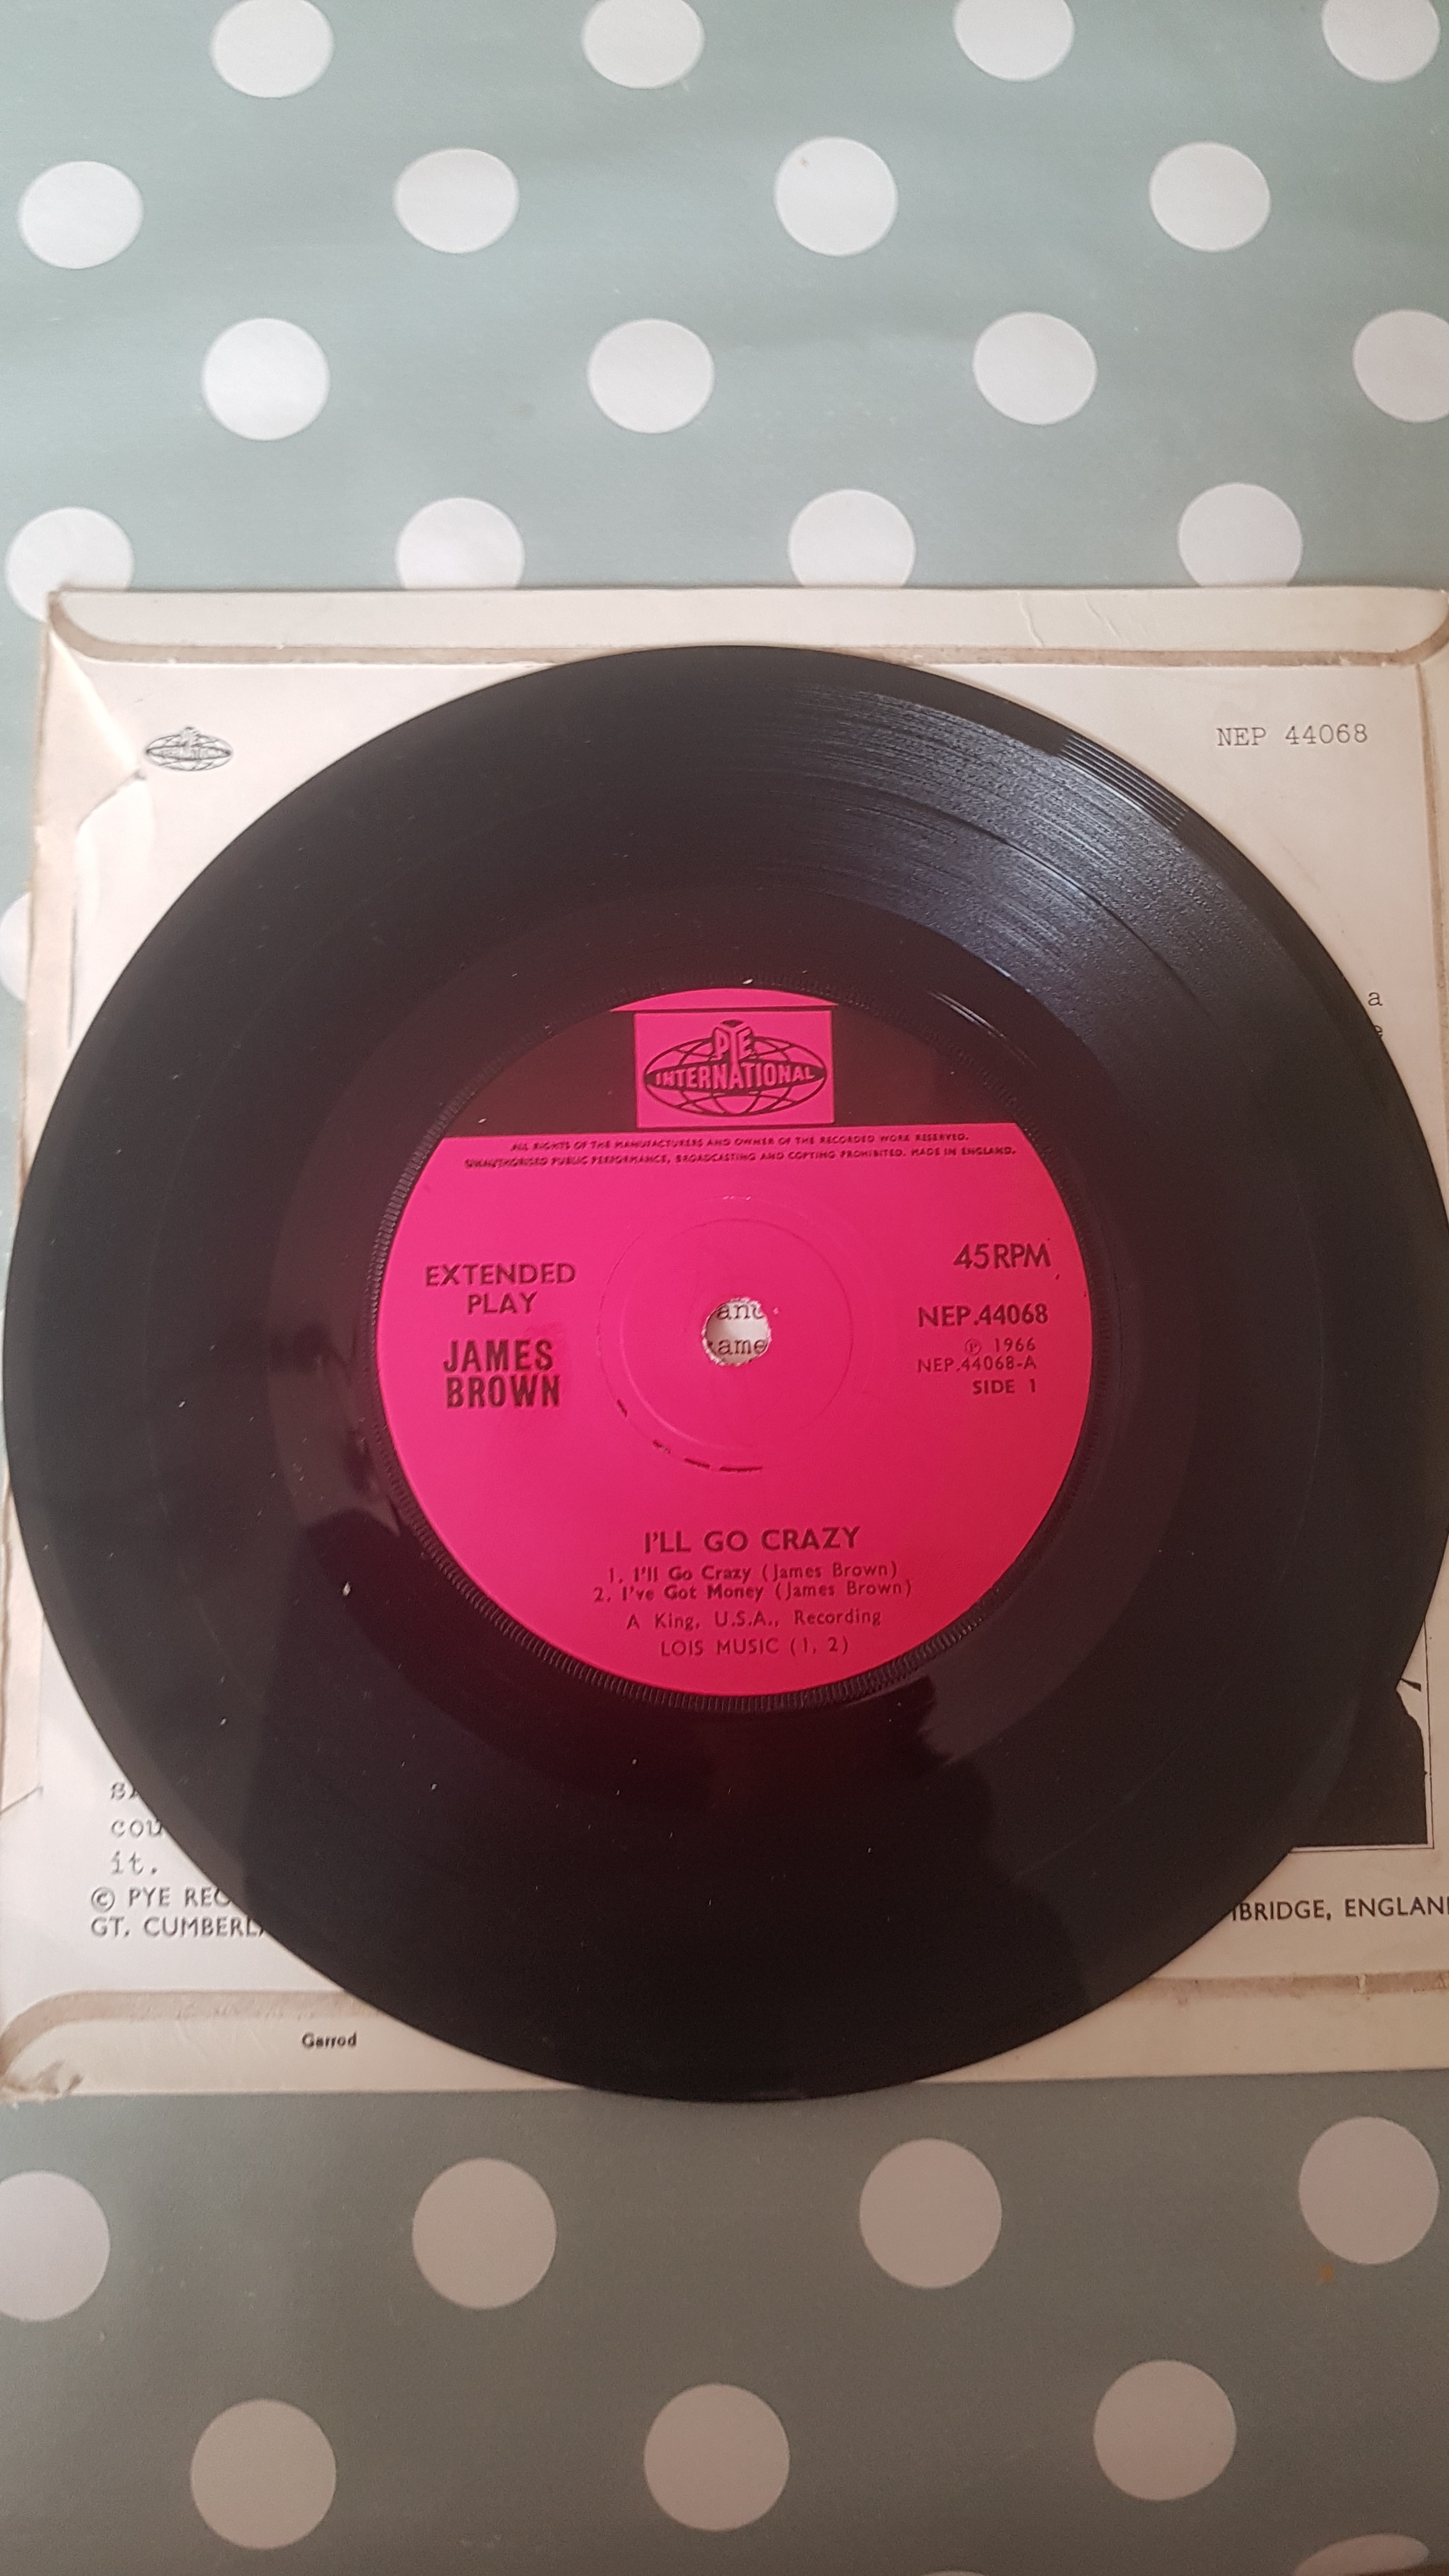 NEP 44068
a
PYE
INTERNATIONAL
ALL RIGHTS OF THE MANUFACTURERS AND OWNER OF THE RECORDED WORK RESERVED.
UNAUTHORISED PUBLIC PERFORMANCE, BROADCASTING AND COPYING PROHIBITED. MADE IN ENGLAND.
EXTENDED
PLAY
JAMES
BROWN
45 RPM
NEP.44068
Ⓟ 1966
NEP.44068-A
SIDE 1
ame
I'LL GO CRAZY
1. I'll Go Crazy (James Brown)
2. I've Got Money (James Brown)
A King, U.S.A., Recording
LOIS MUSIC (1, 2)
cou
it.
© PYE REC
GT. CUMBERL
BRIDGE, ENGLAN
Garrod